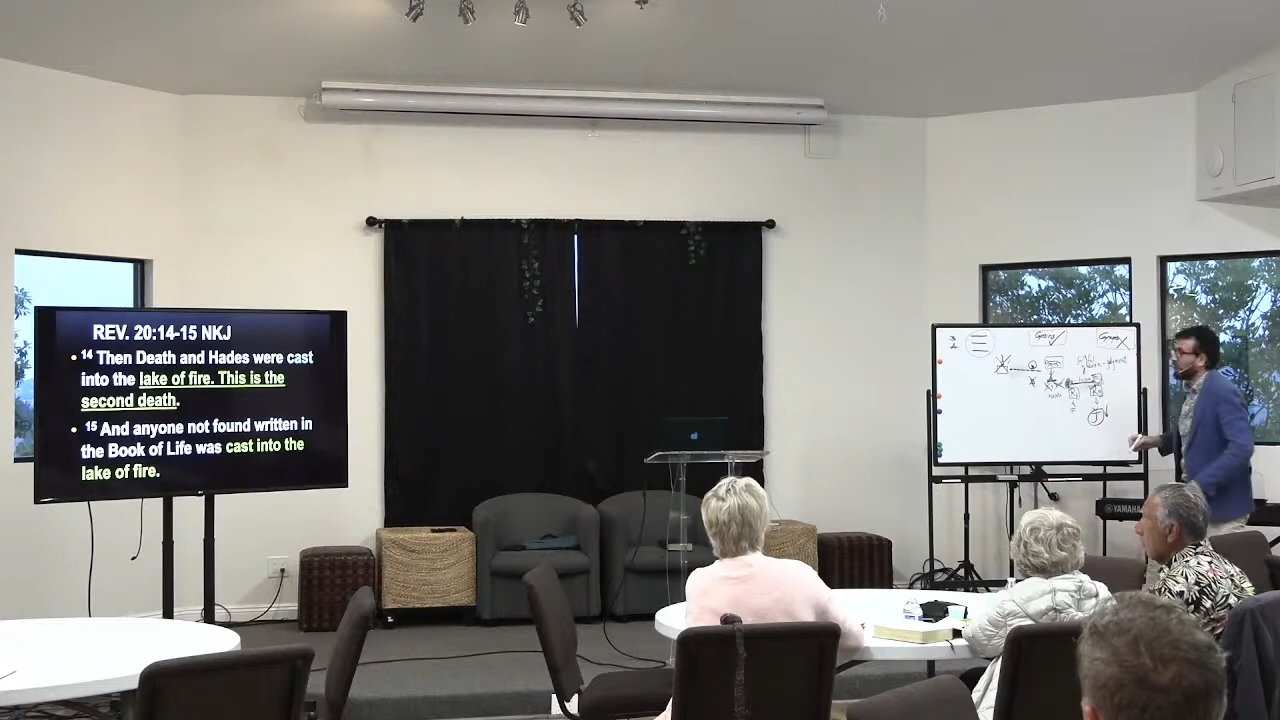 REV. 20:14-15 NKJ
• 14 Then Death and Hades were cast
into the lake of fire. This is the
second death.
• 15 And anyone not found written in
the Book of Life was cast into the
lake of fire.
YAMAHA